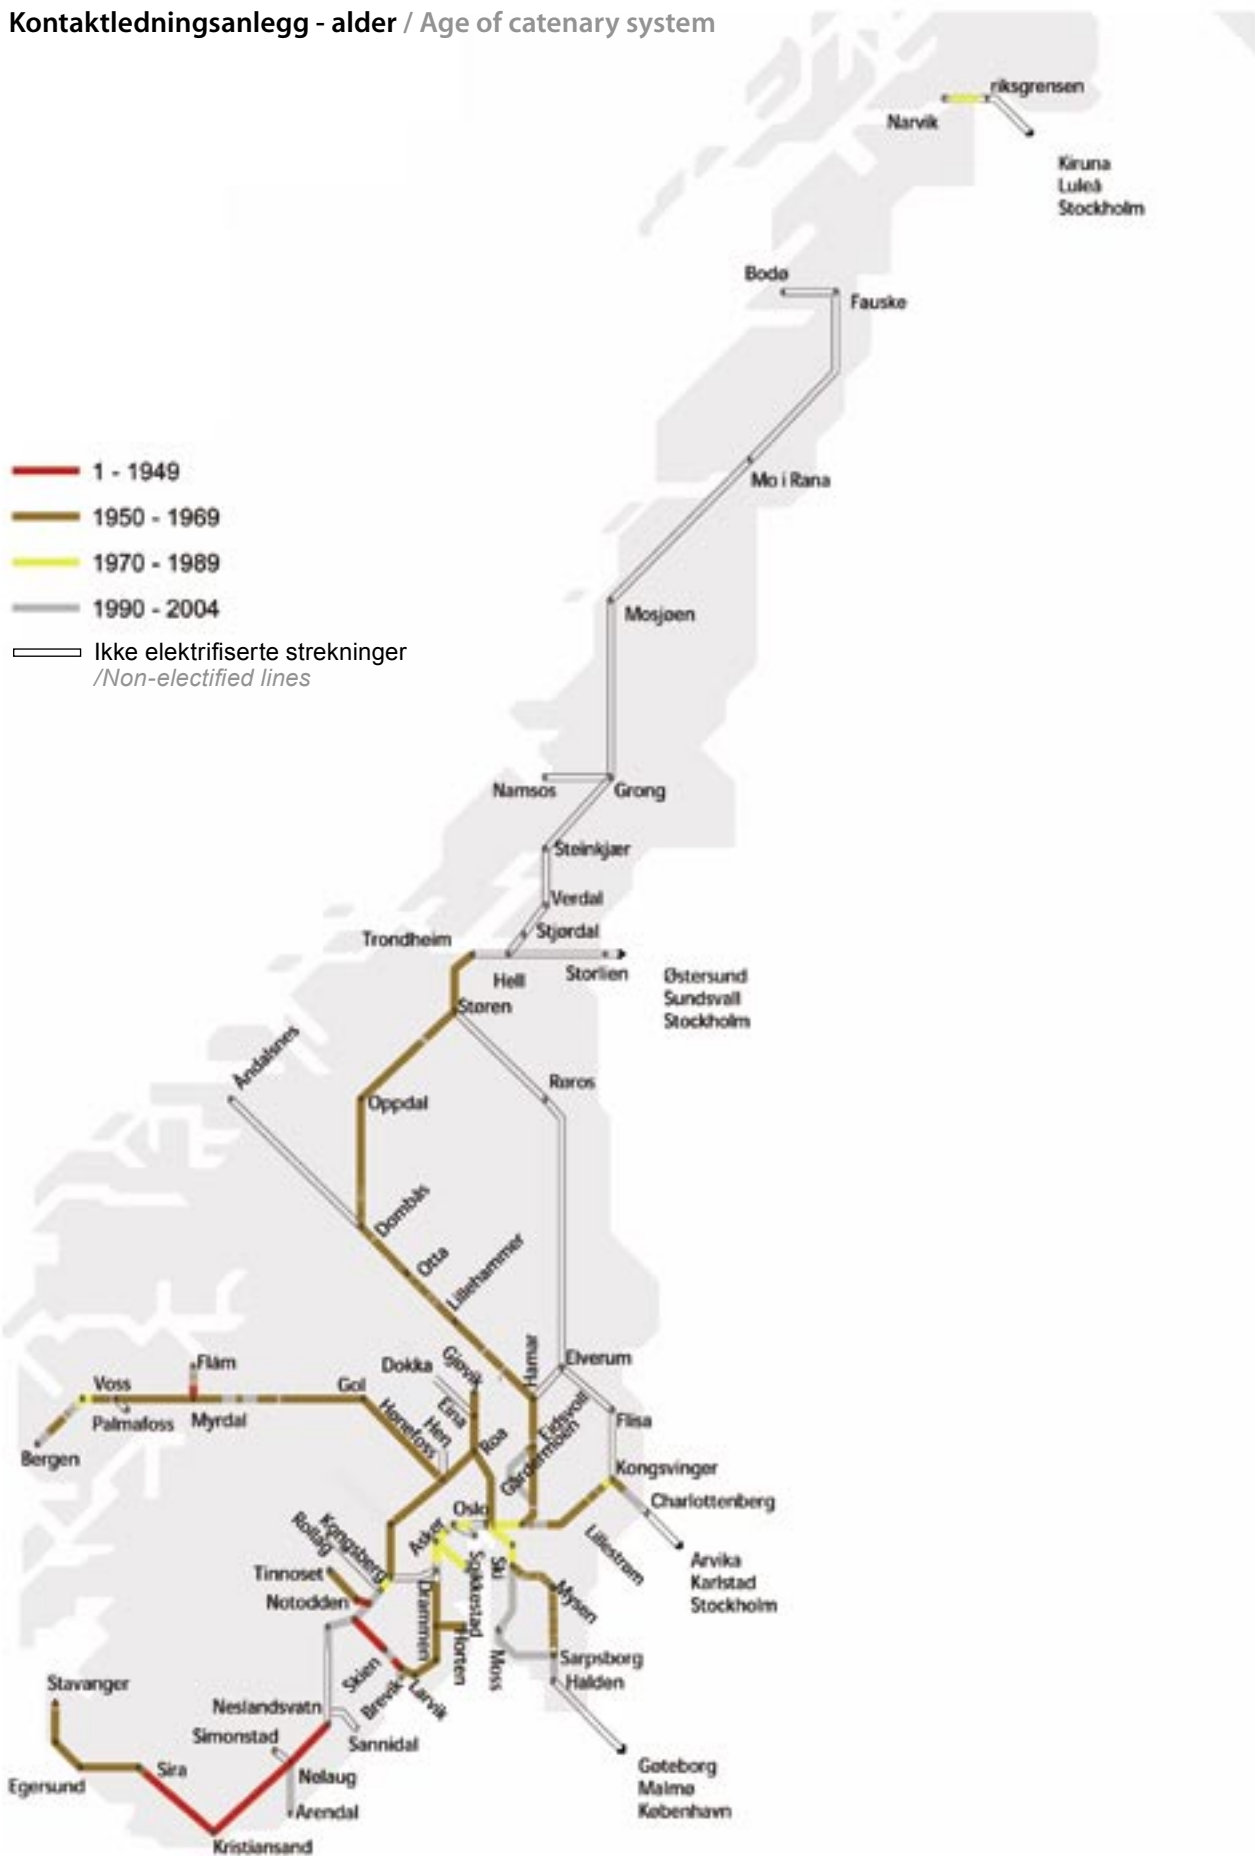 Kontaktledningsanlegg - alder / Age of catenary system
riksgrensen
Narvik
Kiruna
Luleå
Stockholm
Bodø
Fauske
1 - 1949
Mo i Rana
1950 - 1969
1970 - 1989
1990 - 2004
Mosjøen
Ikke elektrifiserte strekninger
/Non-electified lines
Namsos
Grong
Steinkjær
Verdal
Stjørdal
Trondheim
Hell
Storlien
Østersund
Sundsvall
Stockholm
Støren
Åndalsnes
Røros
Oppdal
Dombås
Otta
Lillehammer
Hamar
Elverum
Flåm
Dokka
Gjøvik
Voss
Gol
Palmafoss
Myrdal
Eina
Hen
Hønefoss
Roa
Eidsvoll
Gardermoen
Flisa
Bergen
Kongsvinger
Charlottenberg
Oslo
Asker
Kongsberg
Rollag
Lillestrøm
Arvika
Karlstad
Stockholm
Tinnoset
Notodden
Drammen
Spikkestad
Ski
Mysen
Horten
Moss
Sarpsborg
Halden
Skien
Brevik
Larvik
Stavanger
Neslandsvatn
Simonstad
Sannidal
Sira
Egersund
Nelaug
Arendal
Kristiansand
Gøteborg
Malmø
København